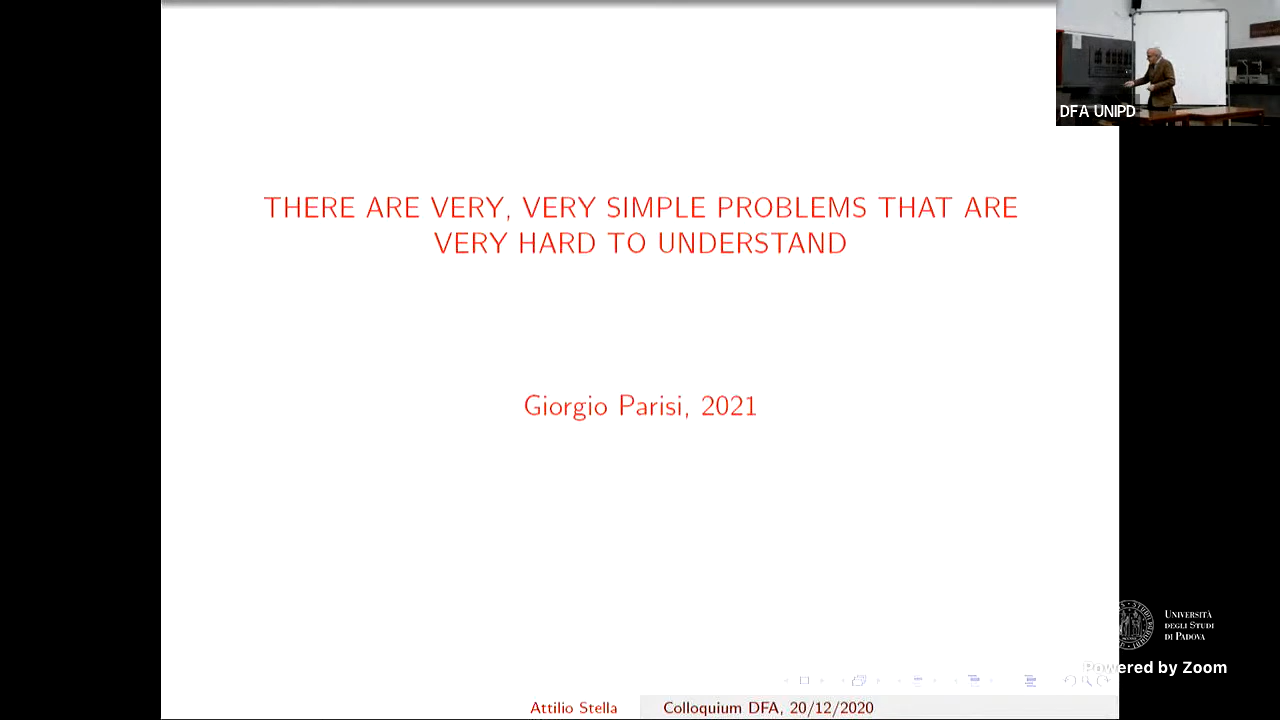 DFA UNIPD
THERE ARE VERY, VERY SIMPLE PROBLEMS THAT ARE
VERY HARD TO UNDERSTAND
Giorgio Parisi, 2021
UNIVERSITÀ
DEGLI STUDI
DI PADOVA
Powered by Zoom
Attilio Stella
Colloquium DFA, 20/12/2020